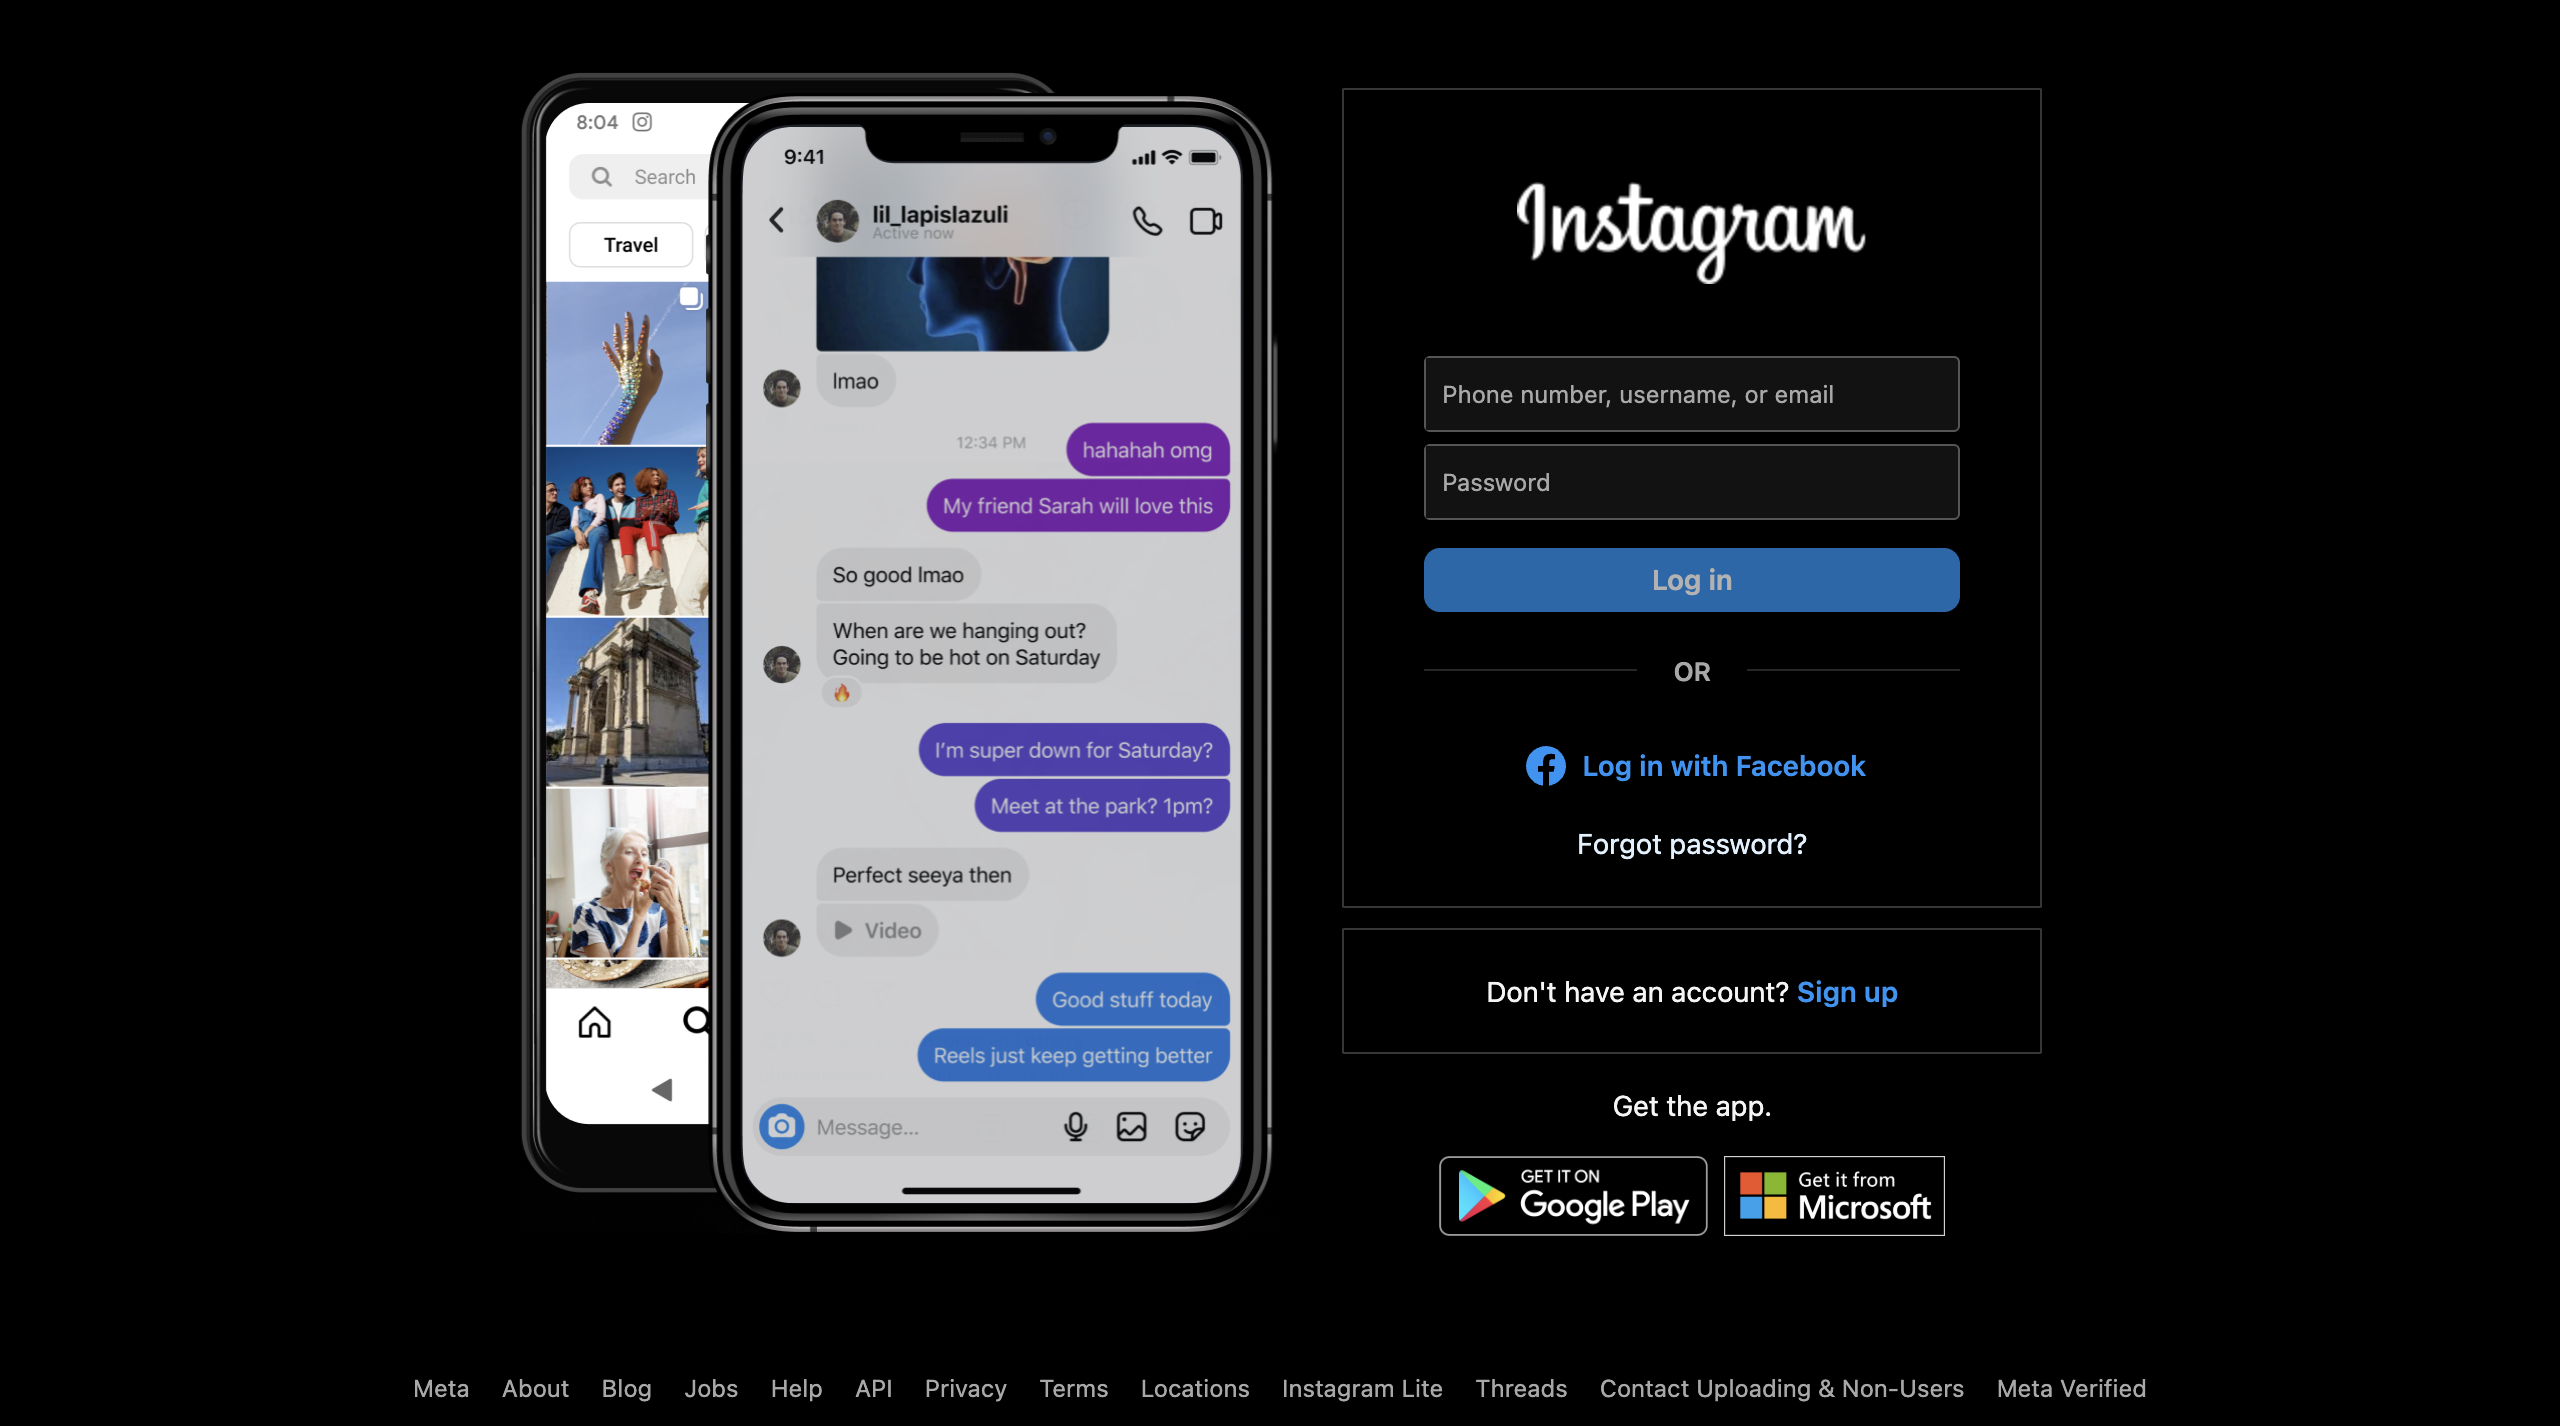 8:04
Search
Travel
9:41
lil_lapislazuli
Active now
lmao
12:34 PM
hahahah omg
My friend Sarah will love this
So good lmao
When are we hanging out?
Going to be hot on Saturday
I’m super down for Saturday?
Meet at the park? 1pm?
Perfect seeya then
Video
Good stuff today
Reels just keep getting better
Message...
Instagram
Phone number, username, or email
Password
Log in
OR
Log in with Facebook
Forgot password?
Don't have an account? Sign up
Get the app.
GET IT ON
Google Play
Get it from
Microsoft
Meta About Blog Jobs Help API Privacy Terms Locations Instagram Lite Threads Contact Uploading & Non-Users Meta Verified